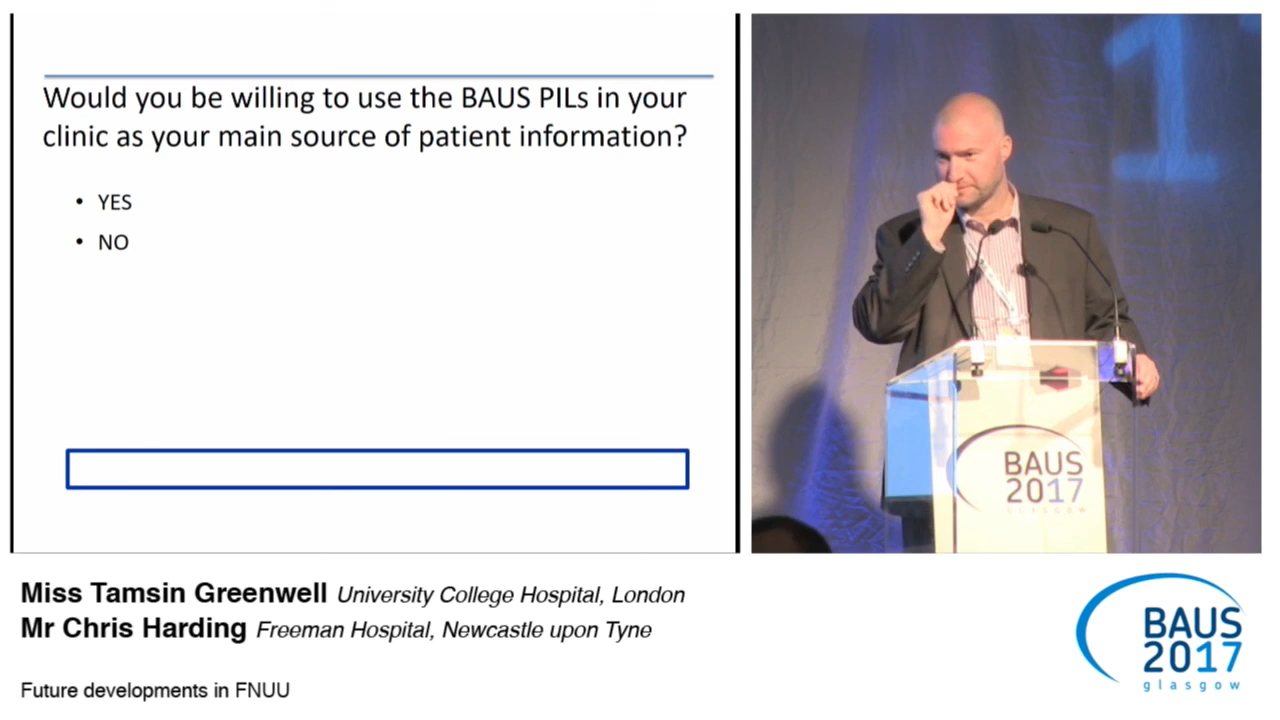 Would you be willing to use the BAUS PILs in your
clinic as your main source of patient information?
• YES
• NO
1
BAUS
2017
GLASGOW
Miss Tamsin Greenwell University College Hospital, London
Mr Chris Harding Freeman Hospital, Newcastle upon Tyne
Future developments in FNUU
BAUS
2017
glasgow